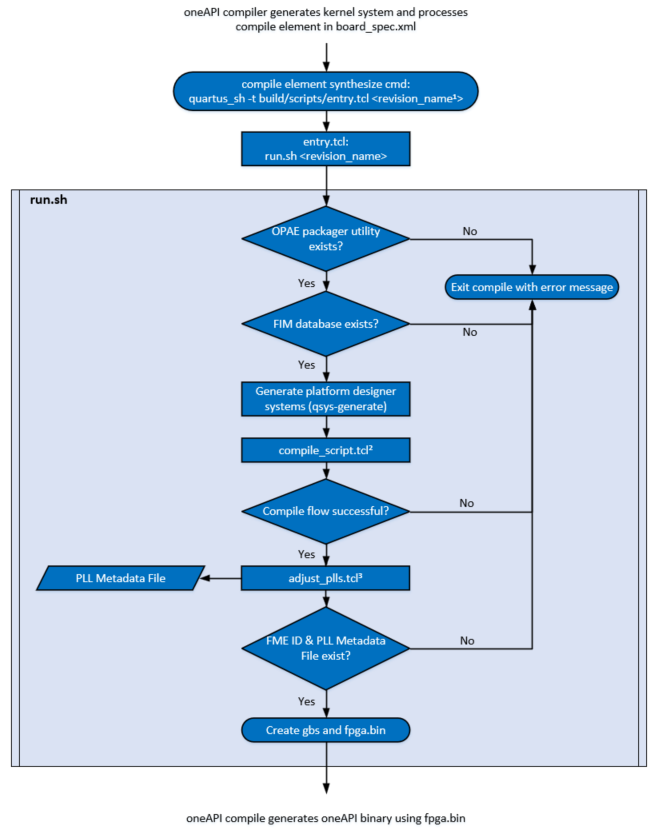 oneAPI compiler generates kernel system and processes
compile element in board_spec.xml
compile element synthesize cmd:
quartus_sh -t build/scripts/entry.tcl <revision_name¹>
entry.tcl:
run.sh <revision_name>
run.sh
OPAE packager utility
exists?
No
Exit compile with error message
Yes
FIM database exists?
No
Yes
Generate platform designer
systems (qsys-generate)
compile_script.tcl²
Compile flow successful?
No
Yes
PLL Metadata File
adjust_plls.tcl³
FME ID & PLL Metadata
File exist?
No
Yes
Create gbs and fpga.bin
oneAPI compile generates oneAPI binary using fpga.bin